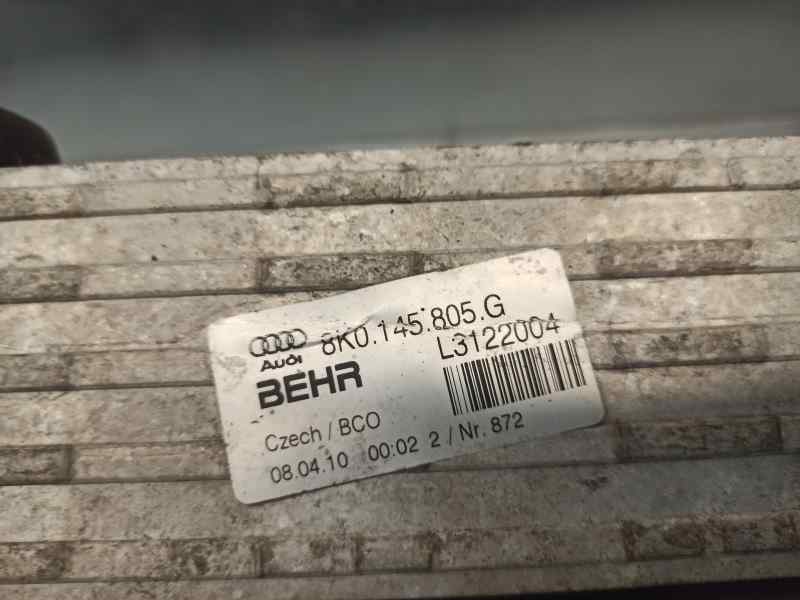 8K0.145.805.G
Audi
L3122004
BEHR
Czech / BCO
08.04.10 00:02 2 / Nr. 872